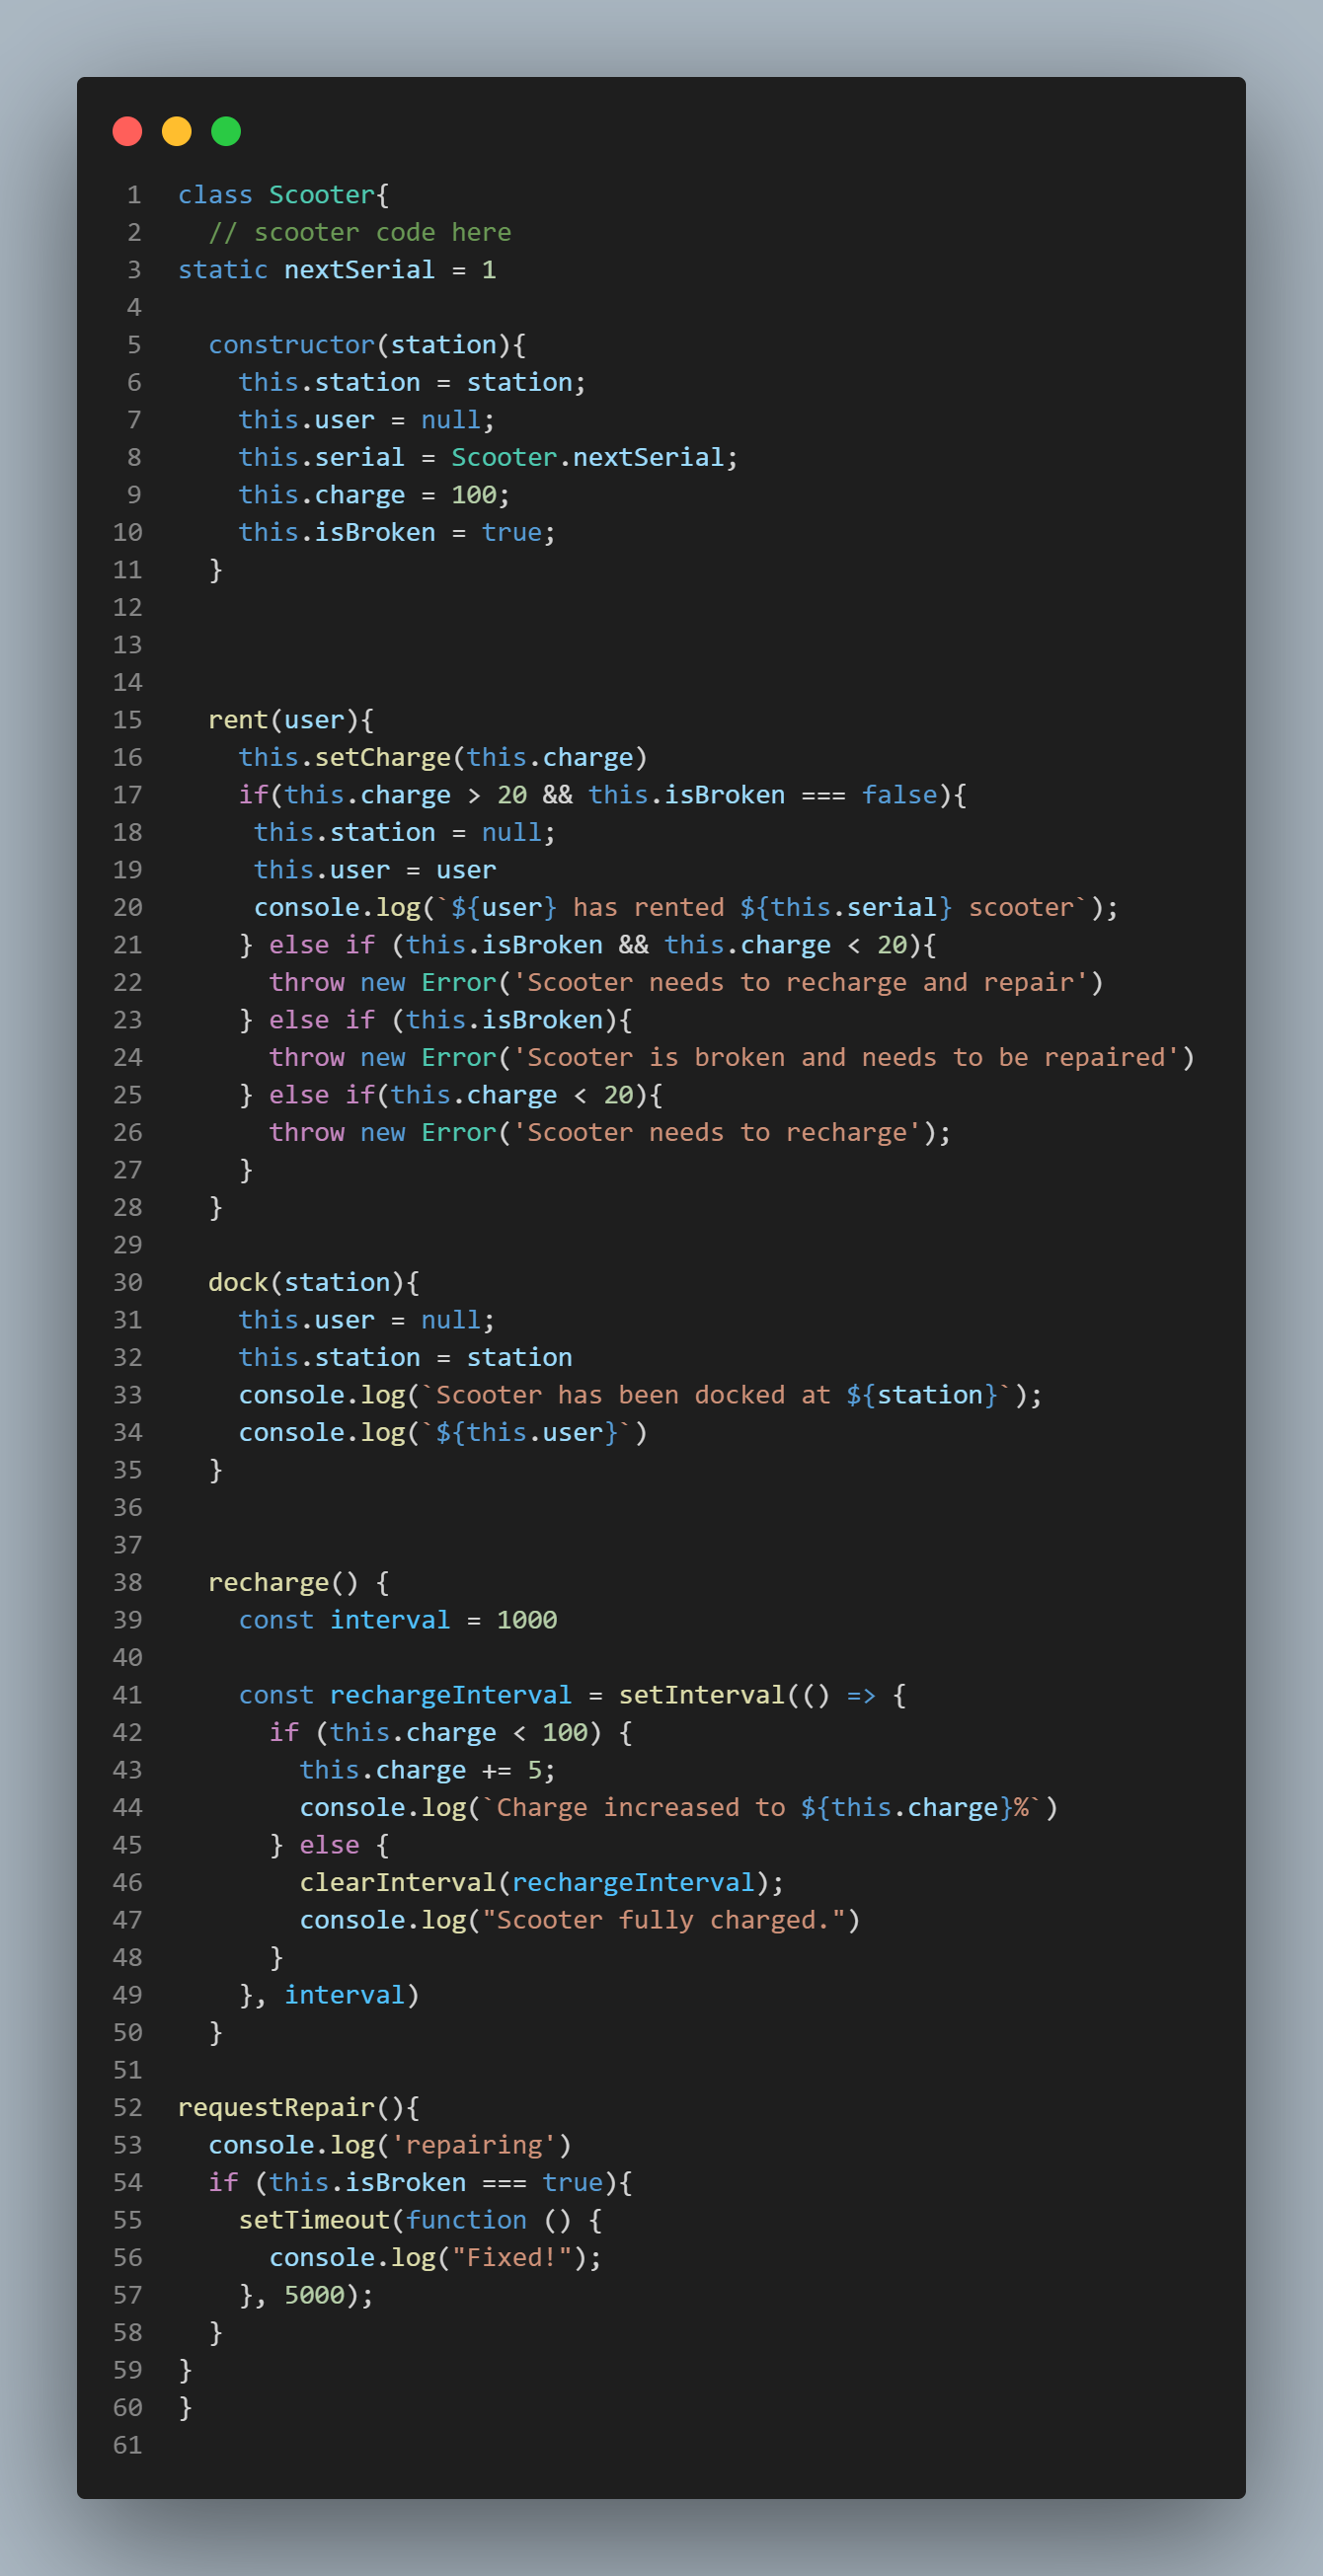 1 class Scooter{
2   // scooter code here
3 static nextSerial = 1
4
5   constructor(station){
6     this.station = station;
7     this.user = null;
8     this.serial = Scooter.nextSerial;
9     this.charge = 100;
10     this.isBroken = true;
11   }
12
13
14
15   rent(user){
16     this.setCharge(this.charge)
17     if(this.charge > 20 && this.isBroken === false){
18      this.station = null;
19      this.user = user
20      console.log(`${user} has rented ${this.serial} scooter`);
21     } else if (this.isBroken && this.charge < 20){
22       throw new Error('Scooter needs to recharge and repair')
23     } else if (this.isBroken){
24       throw new Error('Scooter is broken and needs to be repaired')
25     } else if(this.charge < 20){
26       throw new Error('Scooter needs to recharge');
27     }
28   }
29
30   dock(station){
31     this.user = null;
32     this.station = station
33     console.log(`Scooter has been docked at ${station}`);
34     console.log(`${this.user}`)
35   }
36
37
38   recharge() {
39     const interval = 1000
40
41     const rechargeInterval = setInterval(() => {
42       if (this.charge < 100) {
43         this.charge += 5;
44         console.log(`Charge increased to ${this.charge}%`)
45       } else {
46         clearInterval(rechargeInterval);
47         console.log("Scooter fully charged.")
48       }
49     }, interval)
50   }
51
52 requestRepair(){
53   console.log('repairing')
54   if (this.isBroken === true){
55     setTimeout(function () {
56       console.log("Fixed!");
57     }, 5000);
58   }
59 }
60 }
61